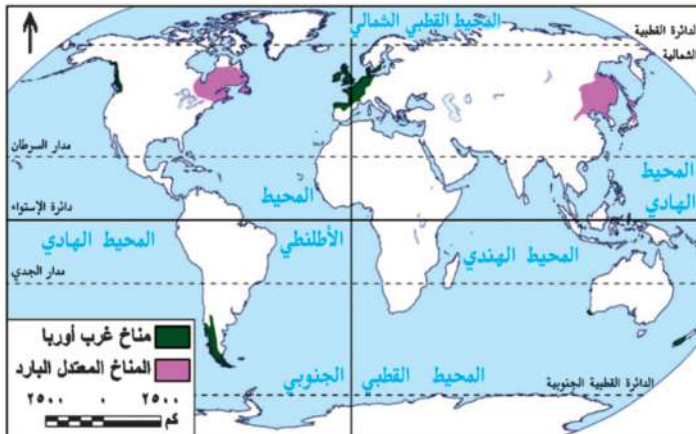 المحيط القطبي الشمالي
الدائرة القطبية
الشمالية
مدار السرطان
المحيط
الهادي
المحيط
دائرة الإستواء
الأطلنطي
المحيط الهادي
المحيط الهندي
مدار الجدي
مناخ غرب أوربا
المناخ المعتدل البارد
٢٥٠٠ ٠ ٢٥٠٠
كم
المحيط القطبي الجنوبي
الدائرة القطبية الجنوبية